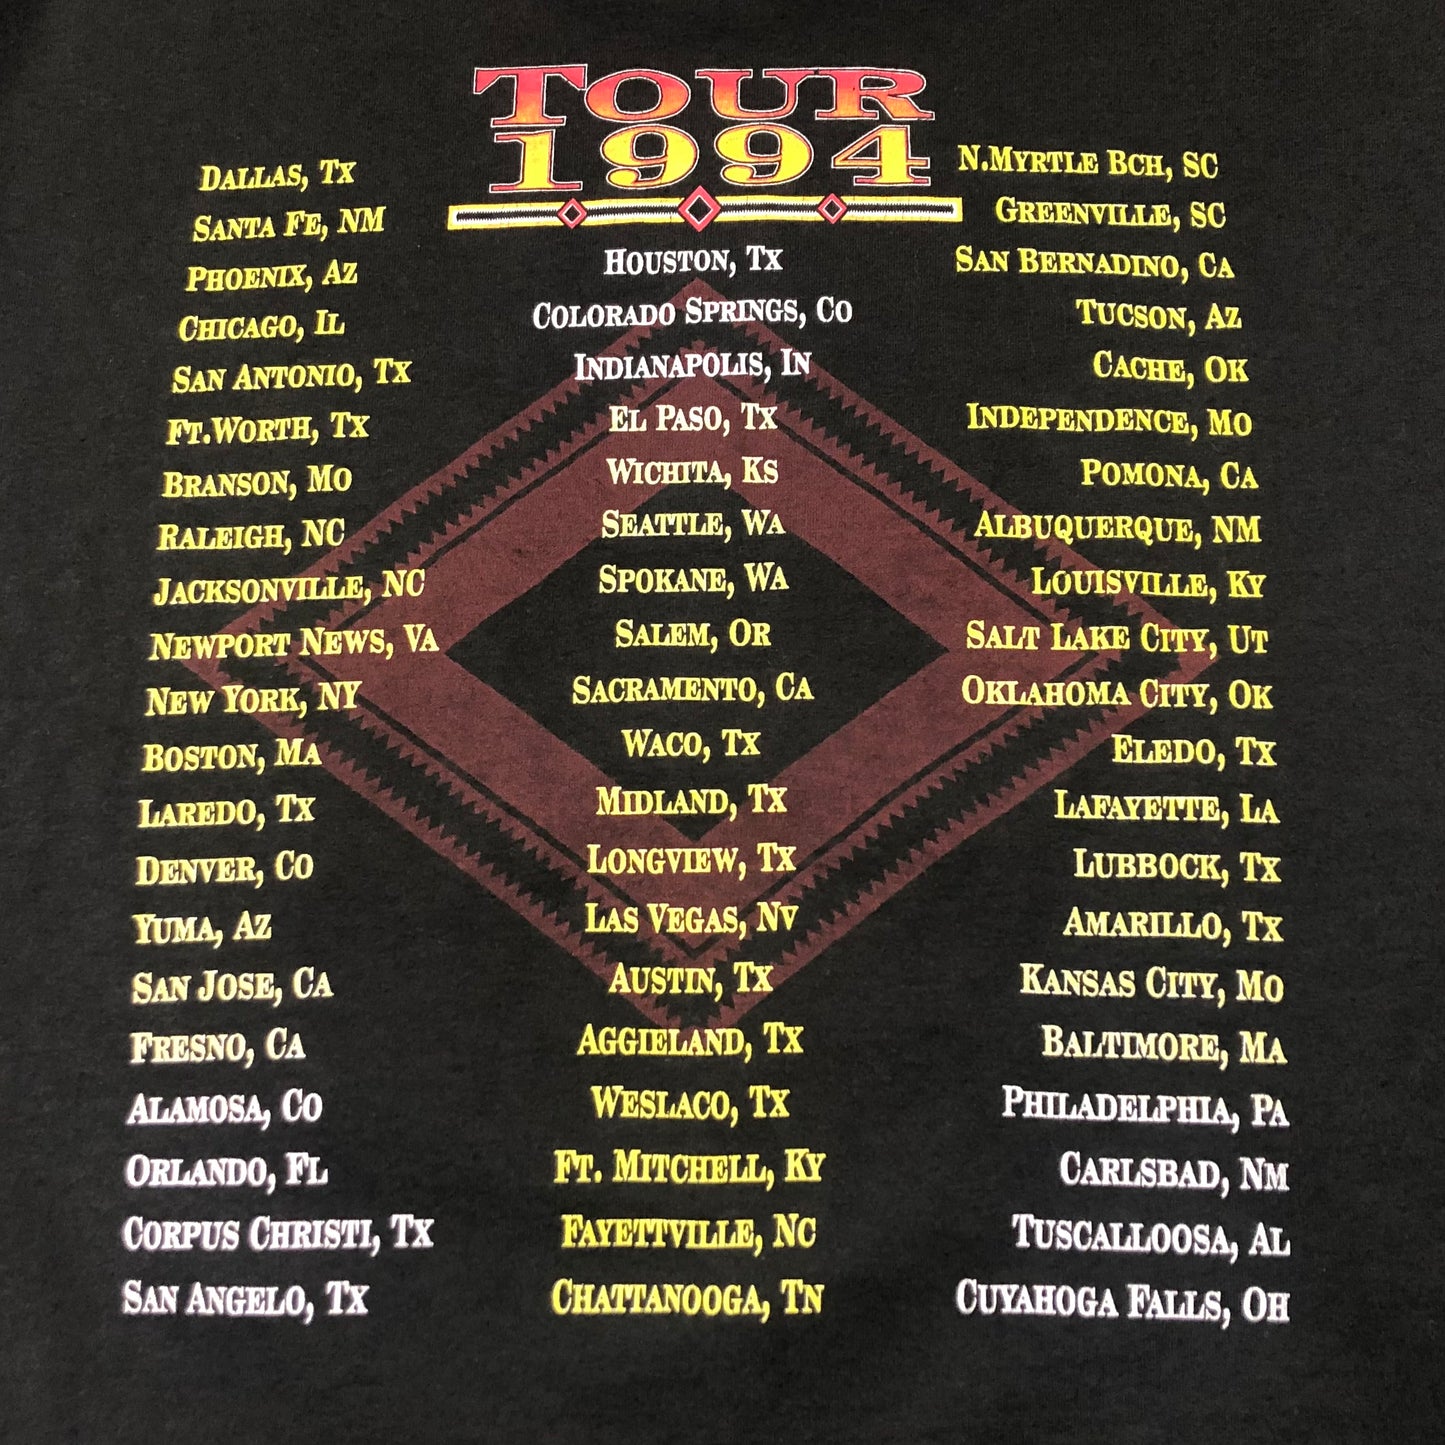 TOUR
1994
DALLAS, TX
SANTA FE, NM
PHOENIX, AZ
CHICAGO, IL
SAN ANTONIO, TX
FT.WORTH, TX
BRANSON, MO
RALEIGH, NC
JACKSONVILLE, NC
NEWPORT NEWS, VA
NEW YORK, NY
BOSTON, MA
LAREDO, TX
DENVER, CO
YUMA, AZ
SAN JOSE, CA
FRESNO, CA
ALAMOSA, CO
ORLANDO, FL
CORPUS CHRISTI, TX
SAN ANGELO, TX
HOUSTON, TX
COLORADO SPRINGS, CO
INDIANAPOLIS, IN
EL PASO, TX
WICHITA, KS
SEATTLE, WA
SPOKANE, WA
SALEM, OR
SACRAMENTO, CA
WACO, TX
MIDLAND, TX
LONGVIEW, TX
LAS VEGAS, NV
AUSTIN, TX
AGGIELAND, TX
WESLACO, TX
FT. MITCHELL, KY
FAYETTVILLE, NC
CHATTANOOGA, TN
N.MYRTLE BCH, SC
GREENVILLE, SC
SAN BERNADINO, CA
TUCSON, AZ
CACHE, OK
INDEPENDENCE, MO
POMONA, CA
ALBUQUERQUE, NM
LOUISVILLE, KY
SALT LAKE CITY, UT
OKLAHOMA CITY, OK
ELEDO, TX
LAFAYETTE, LA
LUBBOCK, TX
AMARILLO, TX
KANSAS CITY, MO
BALTIMORE, MA
PHILADELPHIA, PA
CARLSBAD, NM
TUSCALLOOSA, AL
CUYAHOGA FALLS, OH